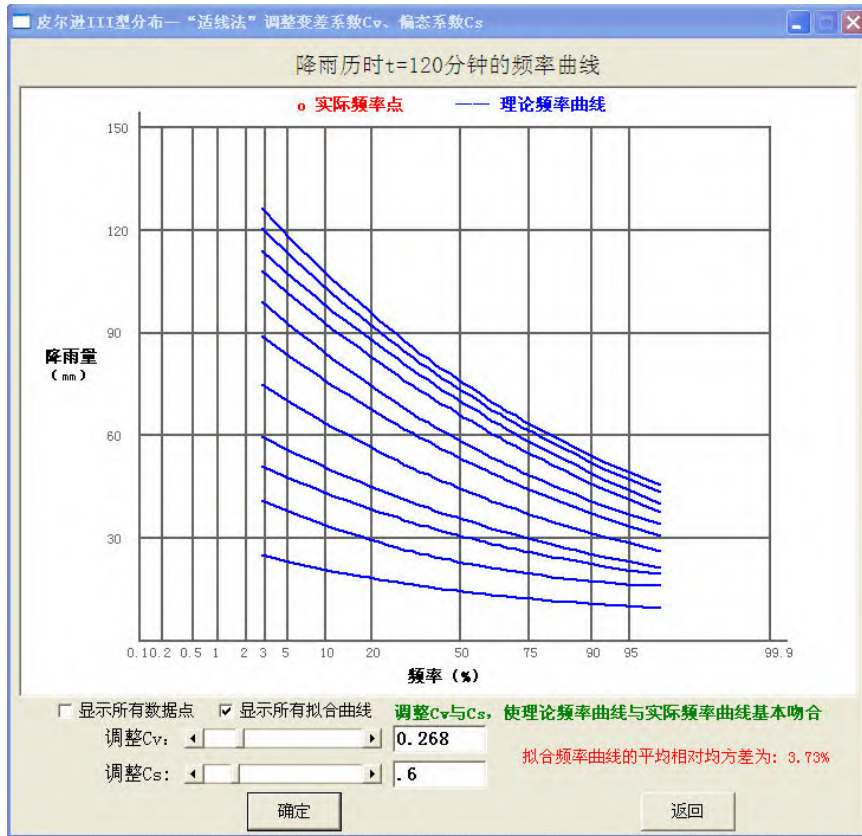 皮尔逊III型分布—“适线法”调整变差系数Cv、偏态系数Cs
降雨历时t=120分钟的频率曲线
o 实际频率点 —— 理论频率曲线
150
120
90
降雨量
(mm)
60
30
0.1 0.2 0.5 1 2 3 5 10 20 50 75 90 95 99.9
频率(%)
显示所有数据点 显示所有拟合曲线 调整Cv与Cs，使理论频率曲线与实际频率曲线基本吻合
调整Cv: 0.268
拟合频率曲线的平均相对均方差为: 3.73%
调整Cs: .6
确定 返回